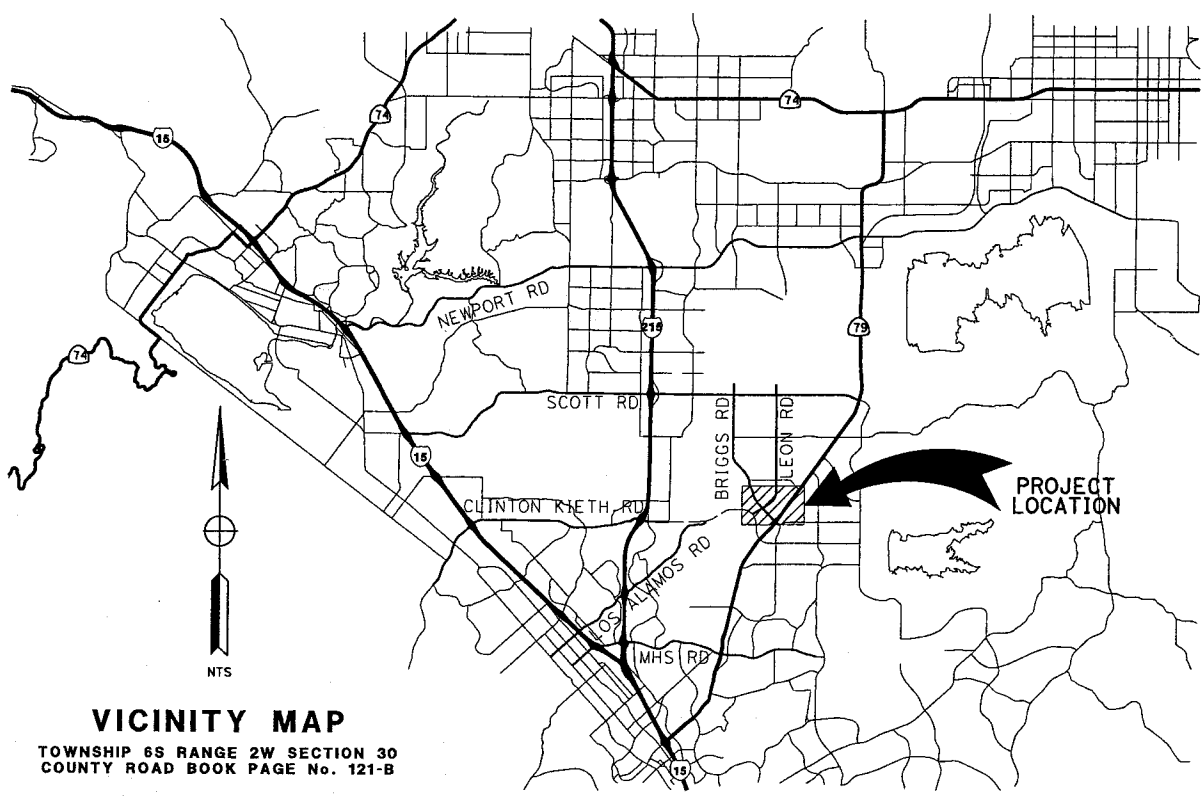 74
15
74
NEWPORT RD
215
79
74
SCOTT RD
BRIGGS RD
LEON RD
15
PROJECT
LOCATION
CLINTON KIETH RD
LOS ALAMOS RD
MHS RD
NTS
VICINITY MAP
TOWNSHIP 6S RANGE 2W SECTION 30
COUNTY ROAD BOOK PAGE No. 121-B
15